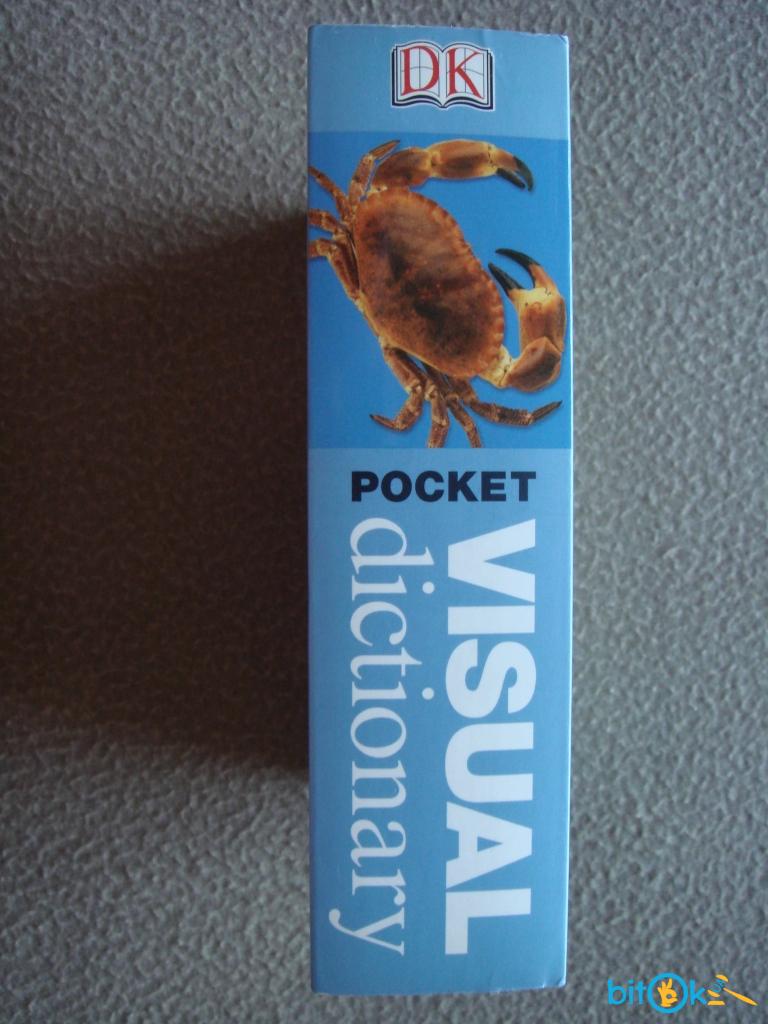 DK
POCKET
VISUAL
dictionary
bitok